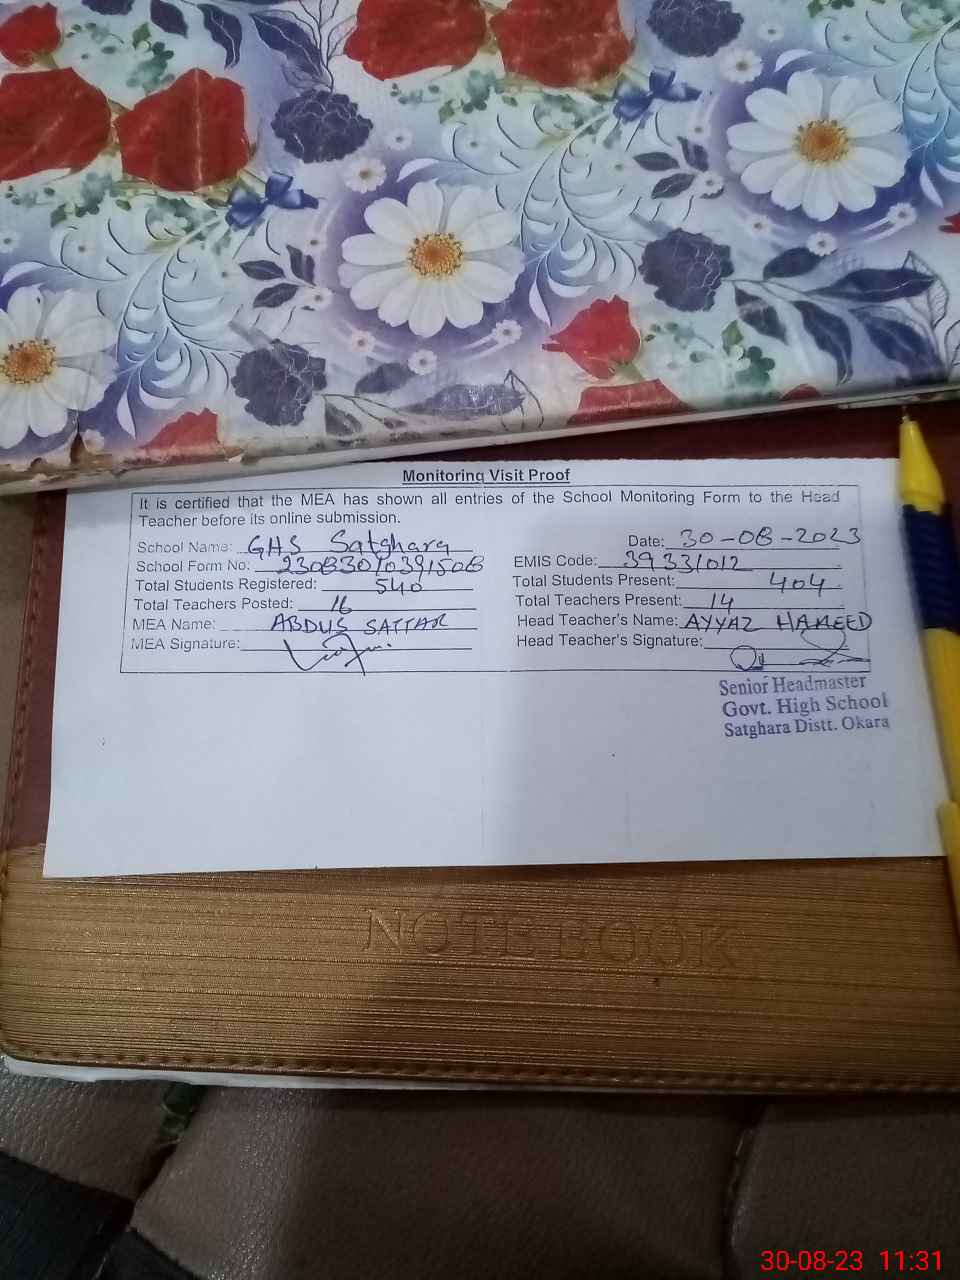 Monitoring Visit Proof
It is certified that the MEA has shown all entries of the School Monitoring Form to the Head
Teacher before its online submission.
Date: 30-08-2023
School Name: GHS Satghara
School Form No:
EMIS Code: 39331012
Total Students Registered: 540
Total Students Present: 404
Total Teachers Posted: 16
Total Teachers Present: 14
MEA Name: ABDUS SATTAR
Head Teacher's Name: AYYAZ HAMEED
MEA Signature:
Head Teacher's Signature:
Senior Headmaster
Govt. High School
Satghara Distt. Okara
NOTEBOOK
30-08-23 11:31